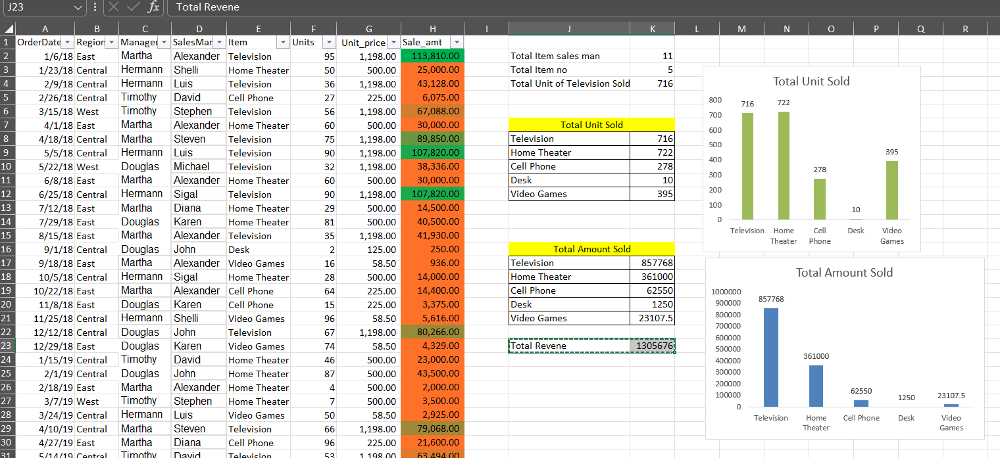 J23 fx Total Revene
A B C D E F G H I J K L M N O P Q R
1 OrderDate Region Manager SalesMan Item Units Unit_price Sale_amt
2 1/6/18 East Martha Alexander Television 95 1,198.00 113,810.00 Total Item sales man 11
3 1/23/18 Central Hermann Shelli Home Theater 50 500.00 25,000.00 Total Item no 5
4 2/9/18 Central Hermann Luis Television 36 1,198.00 43,128.00 Total Unit of Television Sold 716
5 2/26/18 Central Timothy David Cell Phone 27 225.00 6,075.00
6 3/15/18 West Timothy Stephen Television 56 1,198.00 67,088.00
7 4/1/18 East Martha Alexander Home Theater 60 500.00 30,000.00 Total Unit Sold
8 4/18/18 Central Martha Steven Television 75 1,198.00 89,850.00 Television 716
9 5/5/18 Central Hermann Luis Television 90 1,198.00 107,820.00 Home Theater 722
10 5/22/18 West Douglas Michael Television 32 1,198.00 38,336.00 Cell Phone 278
11 6/8/18 East Martha Alexander Home Theater 60 500.00 30,000.00 Desk 10
12 6/25/18 Central Hermann Sigal Television 90 1,198.00 107,820.00 Video Games 395
13 7/12/18 East Martha Diana Home Theater 29 500.00 14,500.00
14 7/29/18 East Douglas Karen Home Theater 81 500.00 40,500.00
15 8/15/18 East Martha Alexander Television 35 1,198.00 41,930.00
16 9/1/18 Central Douglas John Desk 2 125.00 250.00 Total Amount Sold
17 9/18/18 East Martha Alexander Video Games 16 58.50 936.00 Television 857768
18 10/5/18 Central Hermann Sigal Home Theater 28 500.00 14,000.00 Home Theater 361000
19 10/22/18 East Martha Alexander Cell Phone 64 225.00 14,400.00 Cell Phone 62550
20 11/8/18 East Douglas Karen Cell Phone 15 225.00 3,375.00 Desk 1250
21 11/25/18 Central Hermann Shelli Video Games 96 58.50 5,616.00 Video Games 23107.5
22 12/12/18 Central Douglas John Television 67 1,198.00 80,266.00
23 12/29/18 East Douglas Karen Video Games 74 58.50 4,329.00 Total Revene 1305676
24 1/15/19 Central Timothy David Home Theater 46 500.00 23,000.00
25 2/1/19 Central Douglas John Home Theater 87 500.00 43,500.00
26 2/18/19 East Martha Alexander Home Theater 4 500.00 2,000.00
27 3/7/19 West Timothy Stephen Home Theater 7 500.00 3,500.00
28 3/24/19 Central Hermann Luis Video Games 50 58.50 2,925.00
29 4/10/19 Central Martha Steven Television 66 1,198.00 79,068.00
30 4/27/19 East Martha Diana Cell Phone 96 225.00 21,600.00
31 5/14/19 Central Timothy David Television 53 1,198.00 63,494.00
Total Unit Sold
800
700
600
500
400
300
200
100
0
716 722 278 10 395
Television Home Cell Desk Video
Theater Phone Games
Total Amount Sold
1000000
900000
800000
700000
600000
500000
400000
300000
200000
100000
0
857768 361000 62550 1250 23107.5
Television Home Cell Phone Desk Video
Theater Games